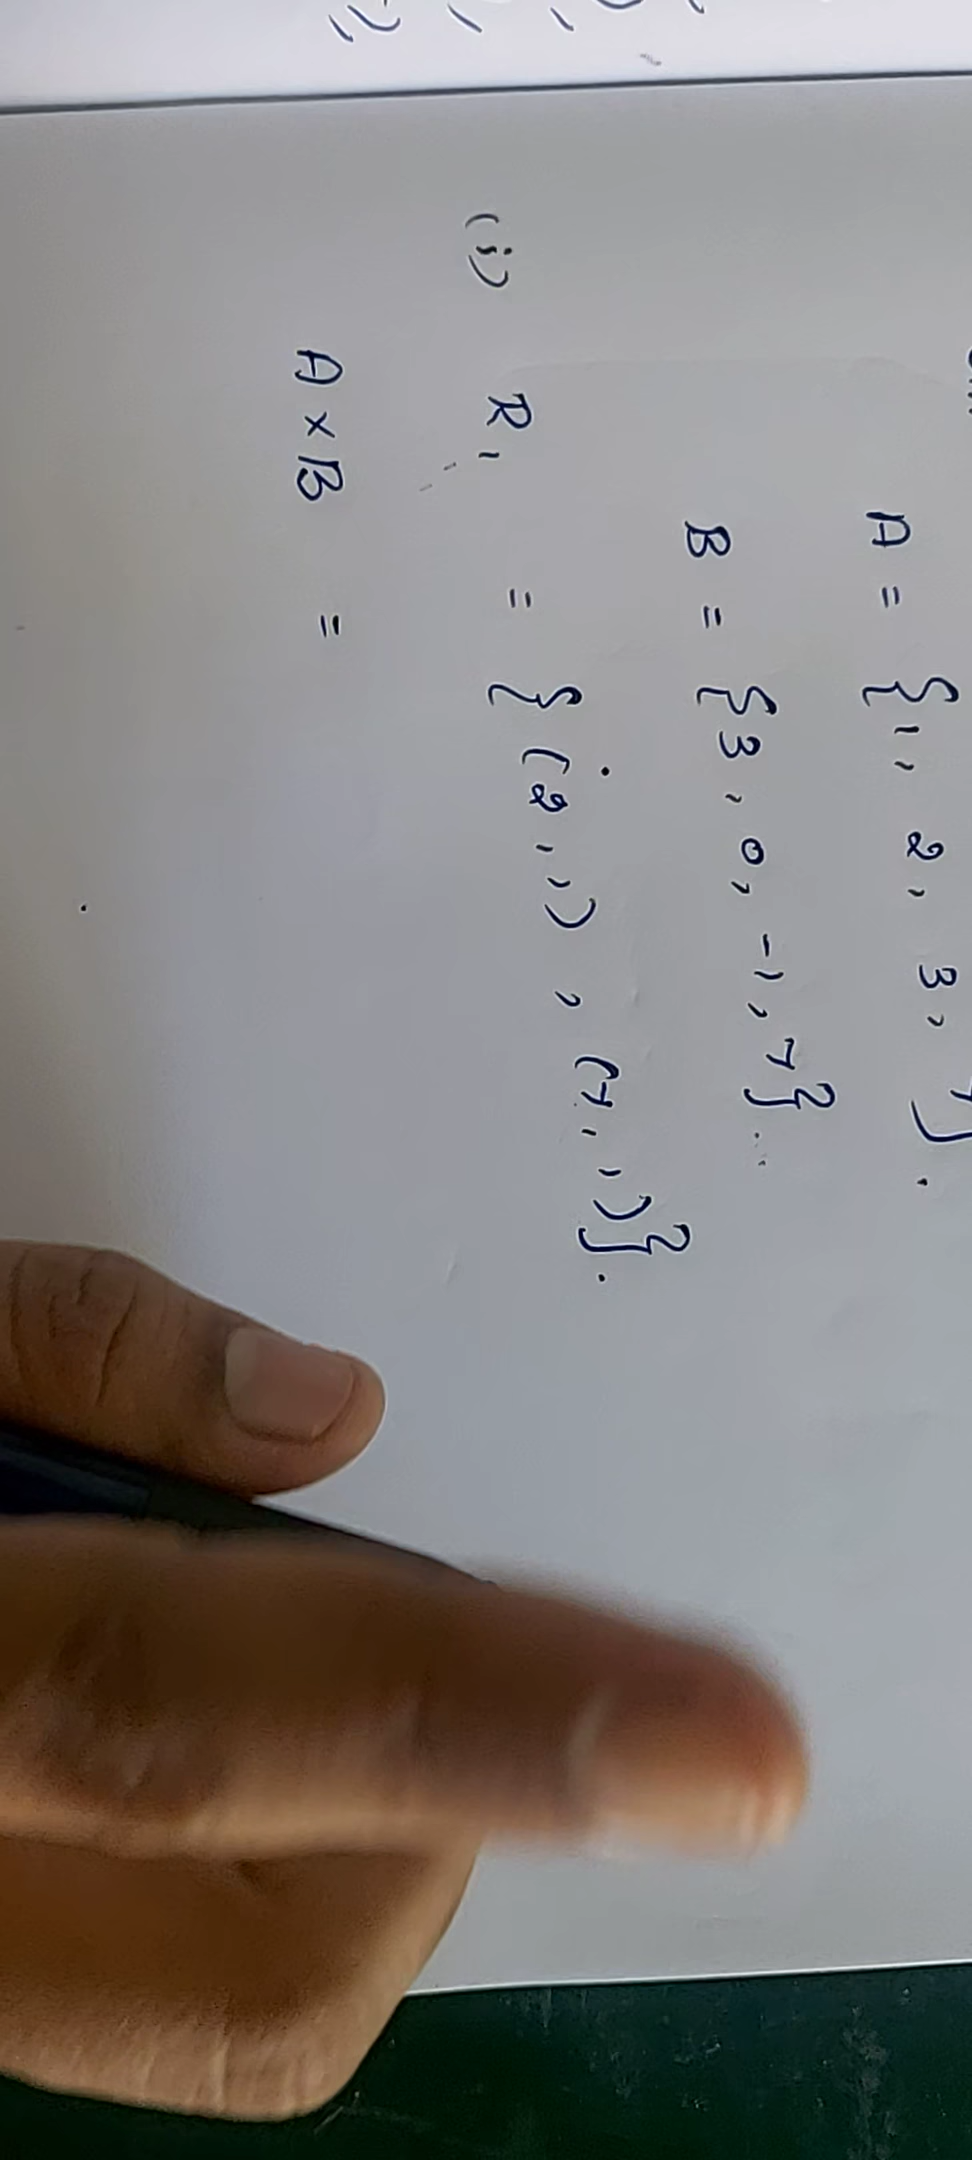 A = {1, 2, 3, 7}.
B = {3, 0, -1, 7}
(i) R1 = {(2, 1), (7, 1)}.
A × B =